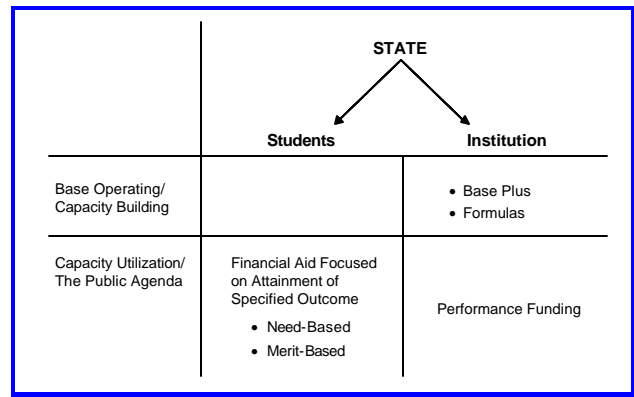 STATE
Students
Institution
Base Operating/
Capacity Building
• Base Plus
• Formulas
Capacity Utilization/
The Public Agenda
Financial Aid Focused
on Attainment of
Specified Outcome
• Need-Based
• Merit-Based
Performance Funding